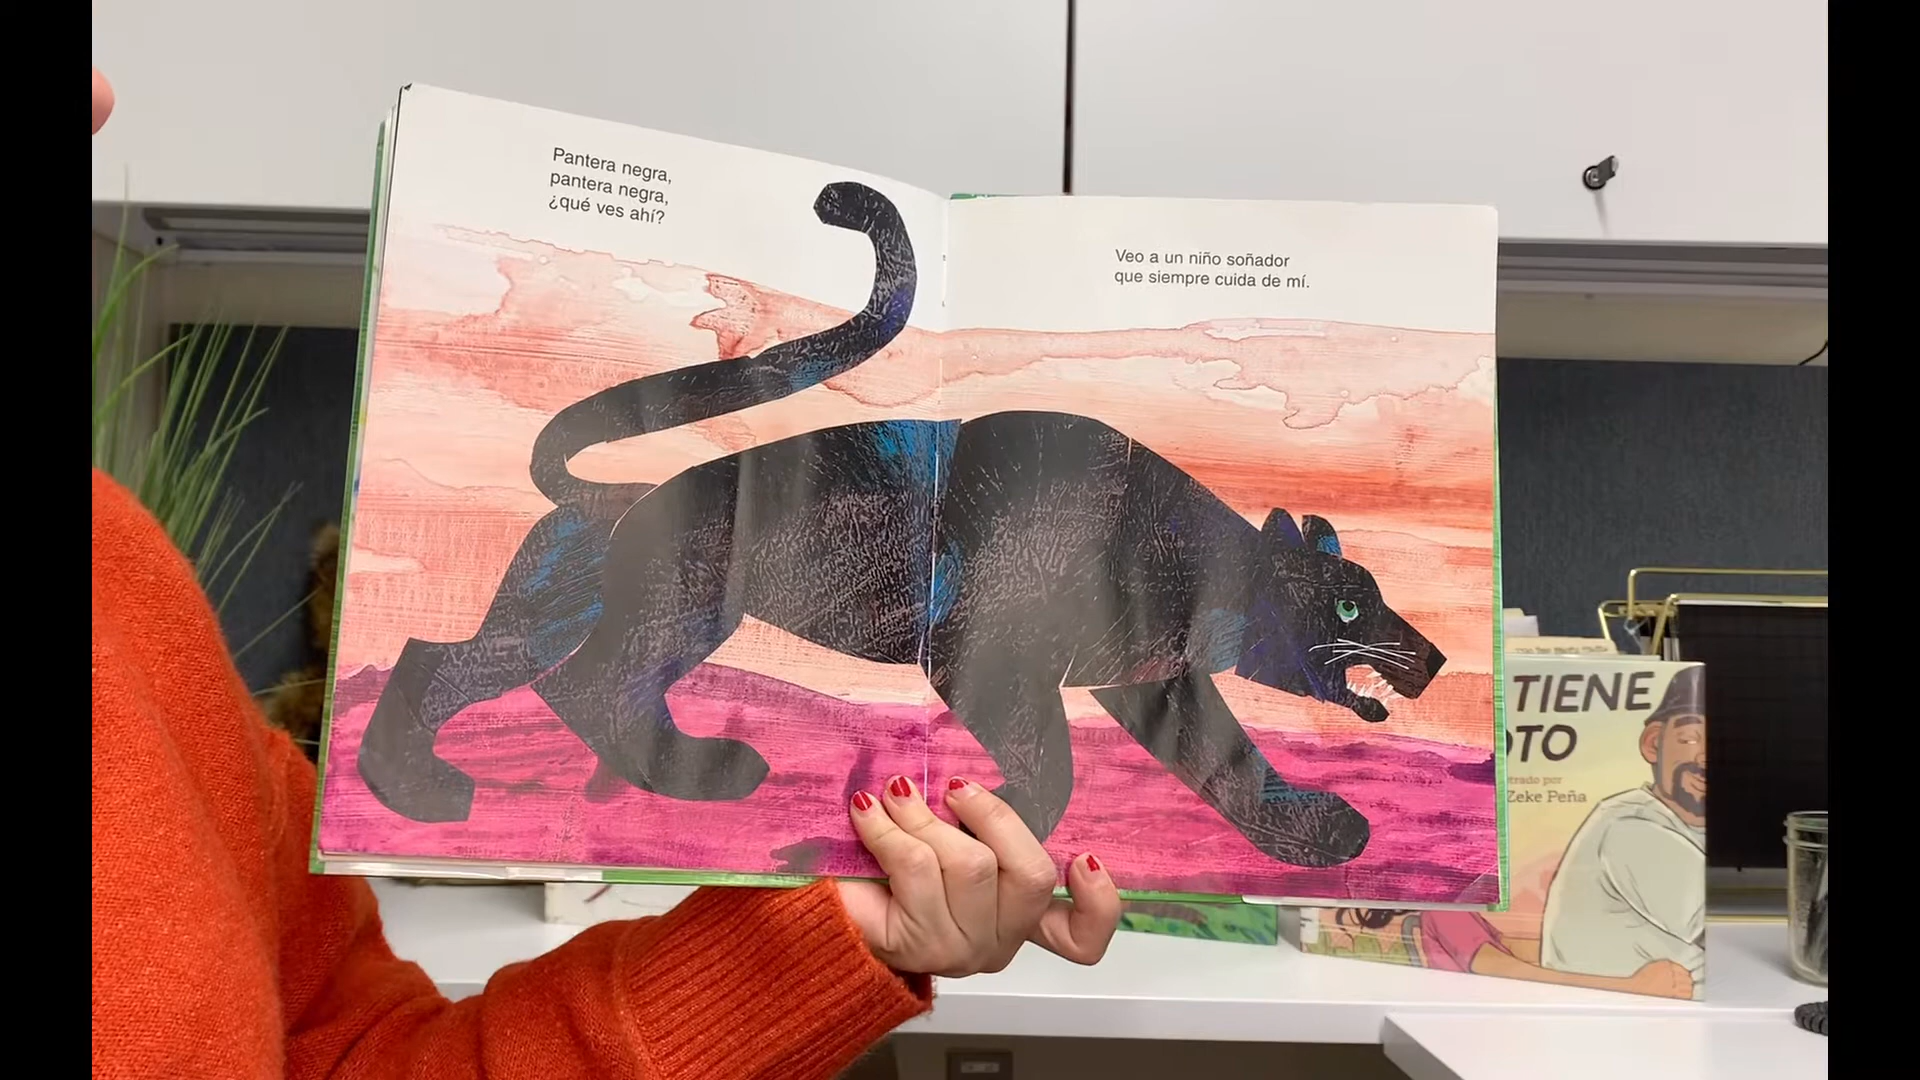 Pantera negra,
pantera negra,
¿qué ves ahí?
Veo a un niño soñador
que siempre cuida de mí.
TIENE
Zeke Peña